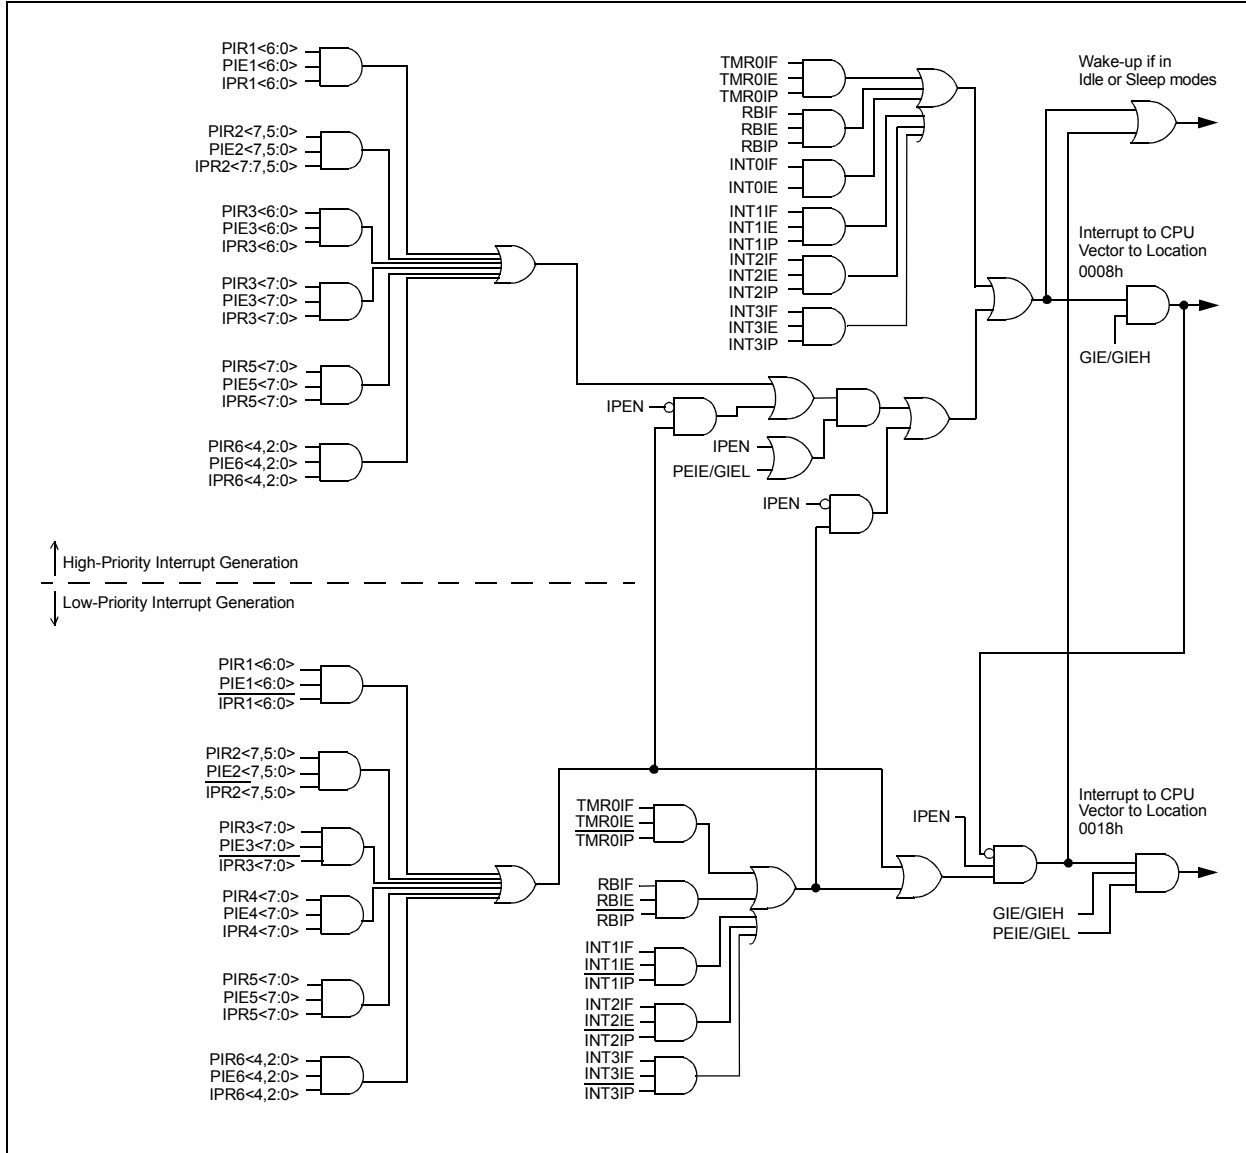 PIR1<6:0>
PIE1<6:0>
IPR1<6:0>
PIR2<7,5:0>
PIE2<7,5:0>
IPR2<7:7,5:0>
PIR3<6:0>
PIE3<6:0>
IPR3<6:0>
PIR3<7:0>
PIE3<7:0>
IPR3<7:0>
PIR5<7:0>
PIE5<7:0>
IPR5<7:0>
PIR6<4,2:0>
PIE6<4,2:0>
IPR6<4,2:0>
TMR0IF
TMR0IE
TMR0IP
RBIF
RBIE
RBIP
INT0IF
INT0IE
INT1IF
INT1IE
INT1IP
INT2IF
INT2IE
INT2IP
INT3IF
INT3IE
INT3IP
Wake-up if in
Idle or Sleep modes
Interrupt to CPU
Vector to Location
0008h
GIE/GIEH
IPEN
IPEN
PEIE/GIEL
IPEN
High-Priority Interrupt Generation
Low-Priority Interrupt Generation
PIR1<6:0>
PIE1<6:0>
IPR1<6:0>
PIR2<7,5:0>
PIE2<7,5:0>
IPR2<7,5:0>
PIR3<7:0>
PIE3<7:0>
IPR3<7:0>
PIR4<7:0>
PIE4<7:0>
IPR4<7:0>
PIR5<7:0>
PIE5<7:0>
IPR5<7:0>
PIR6<4,2:0>
PIE6<4,2:0>
IPR6<4,2:0>
TMR0IF
TMR0IE
TMR0IP
RBIF
RBIE
RBIP
INT1IF
INT1IE
INT1IP
INT2IF
INT2IE
INT2IP
INT3IF
INT3IE
INT3IP
IPEN
Interrupt to CPU
Vector to Location
0018h
GIE/GIEH
PEIE/GIEL